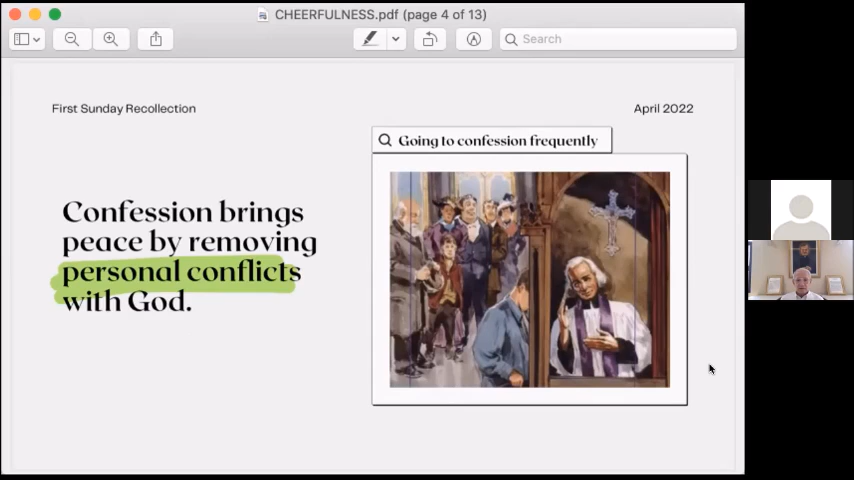 CHEERFULNESS.pdf (page 4 of 13)
Search
First Sunday Recollection
April 2022
Going to confession frequently
Confession brings
peace by removing
personal conflicts
with God.